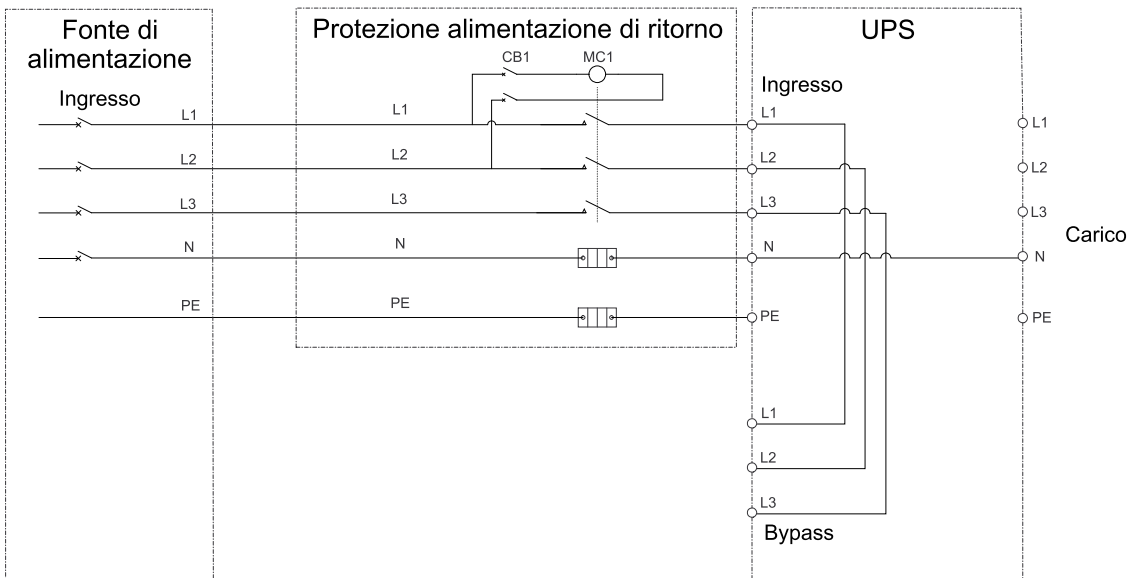 Fonte di
alimentazione
Protezione alimentazione di ritorno
UPS
CB1
MC1
Ingresso
Ingresso
L1
L1
L1
L1
L2
L2
L2
L2
L3
L3
L3
L3
Carico
N
N
N
N
PE
PE
PE
PE
L1
L2
L3
Bypass